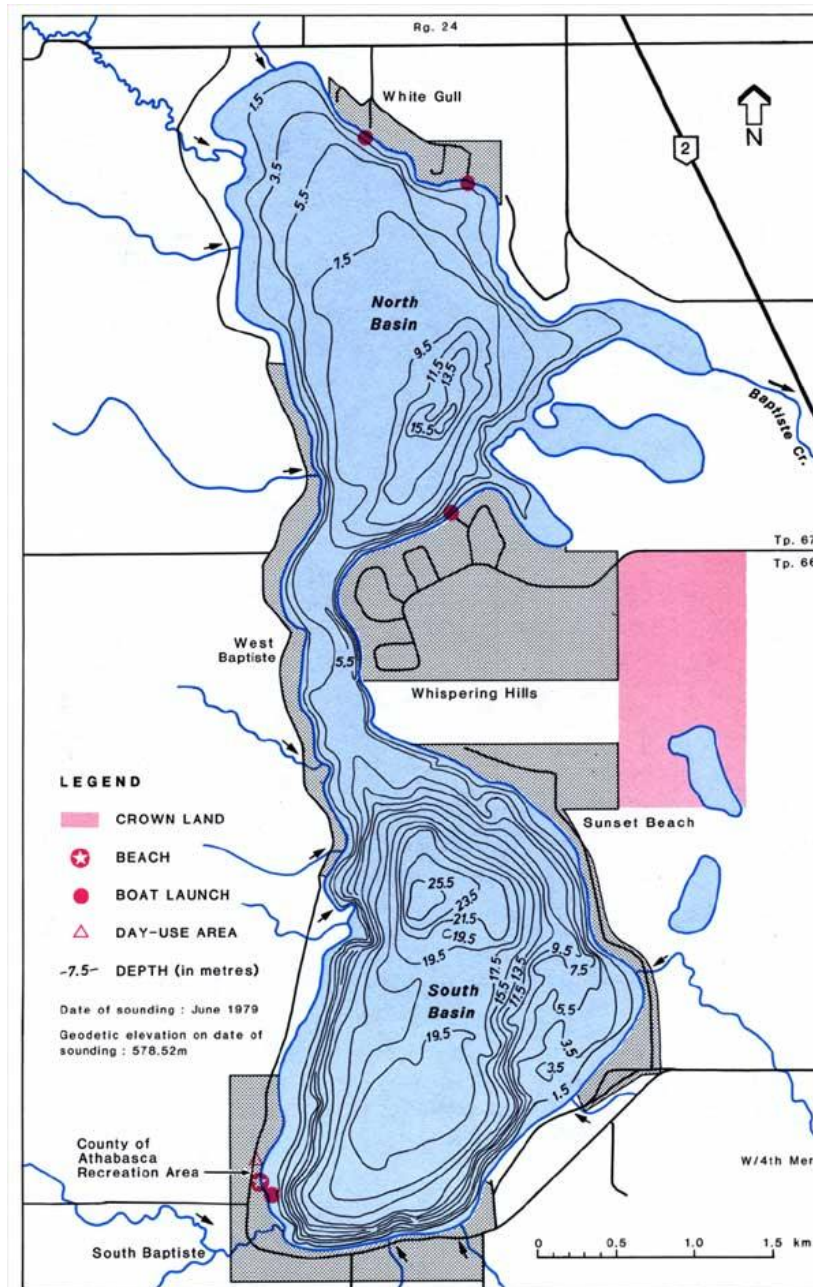 Rg. 24
White Gull
N
2
1.5
3.5
5.5
7.5
North
Basin
9.5
11.5
13.5
15.5
Baptiste Cr.
Tp. 67
Tp. 66
West
Baptiste
5.5
Whispering Hills
LEGEND
CROWN LAND
BEACH
BOAT LAUNCH
DAY-USE AREA
-7.5- DEPTH (in metres)
Date of sounding : June 1979
Geodetic elevation on date of
sounding : 578.52m
Sunset Beach
25.5
23.5
21.5
19.5
19.5
17.5
15.5
13.5
11.5
9.5
7.5
South
Basin
5.5
19.5
3.5
3.5
1.5
County of
Athabasca
Recreation Area
W/4th Mer
South Baptiste
0 0.5 1.0 1.5 km